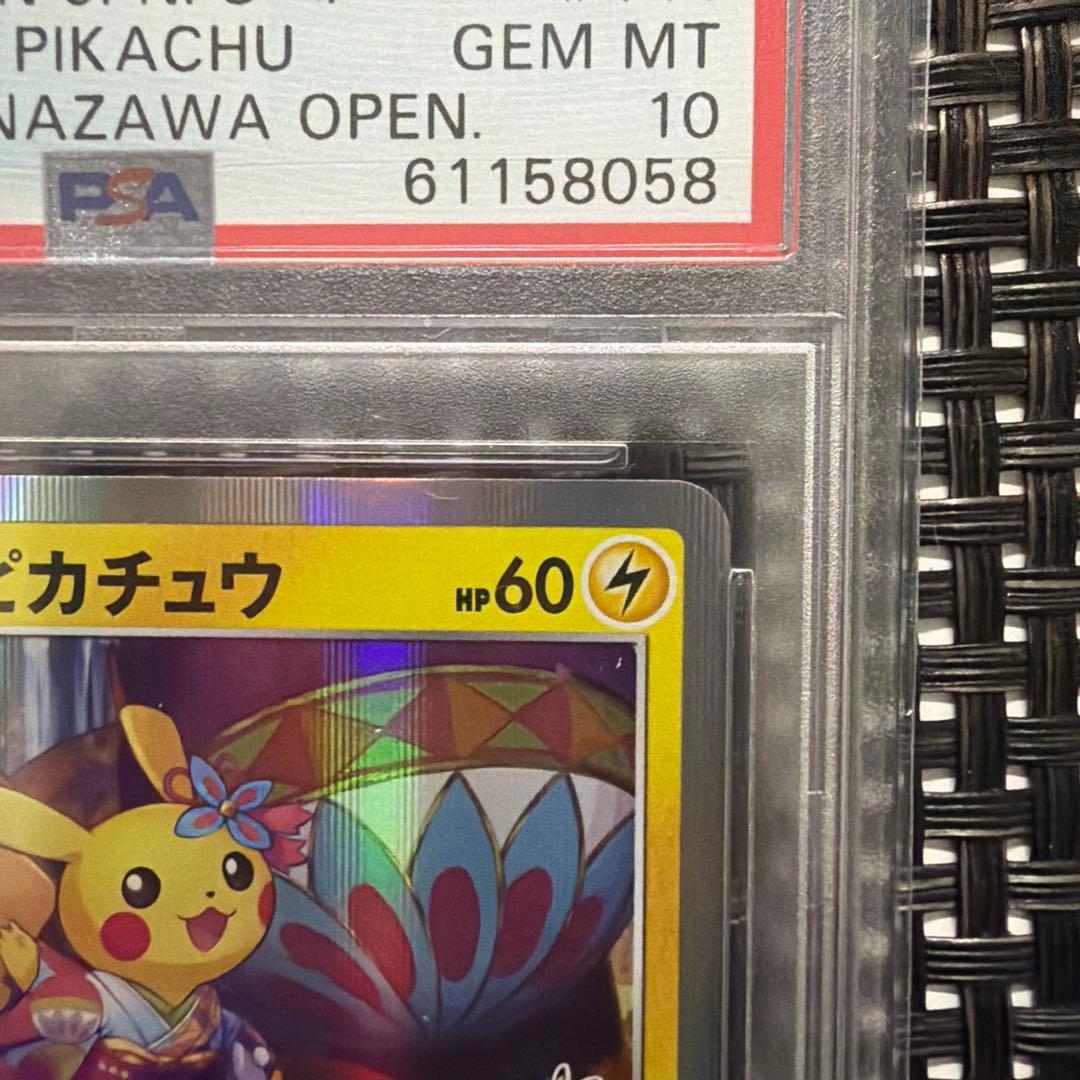 PIKACHU GEM MT
NAZAWA OPEN. 10
PSA 61158058
ピカチュウ HP60